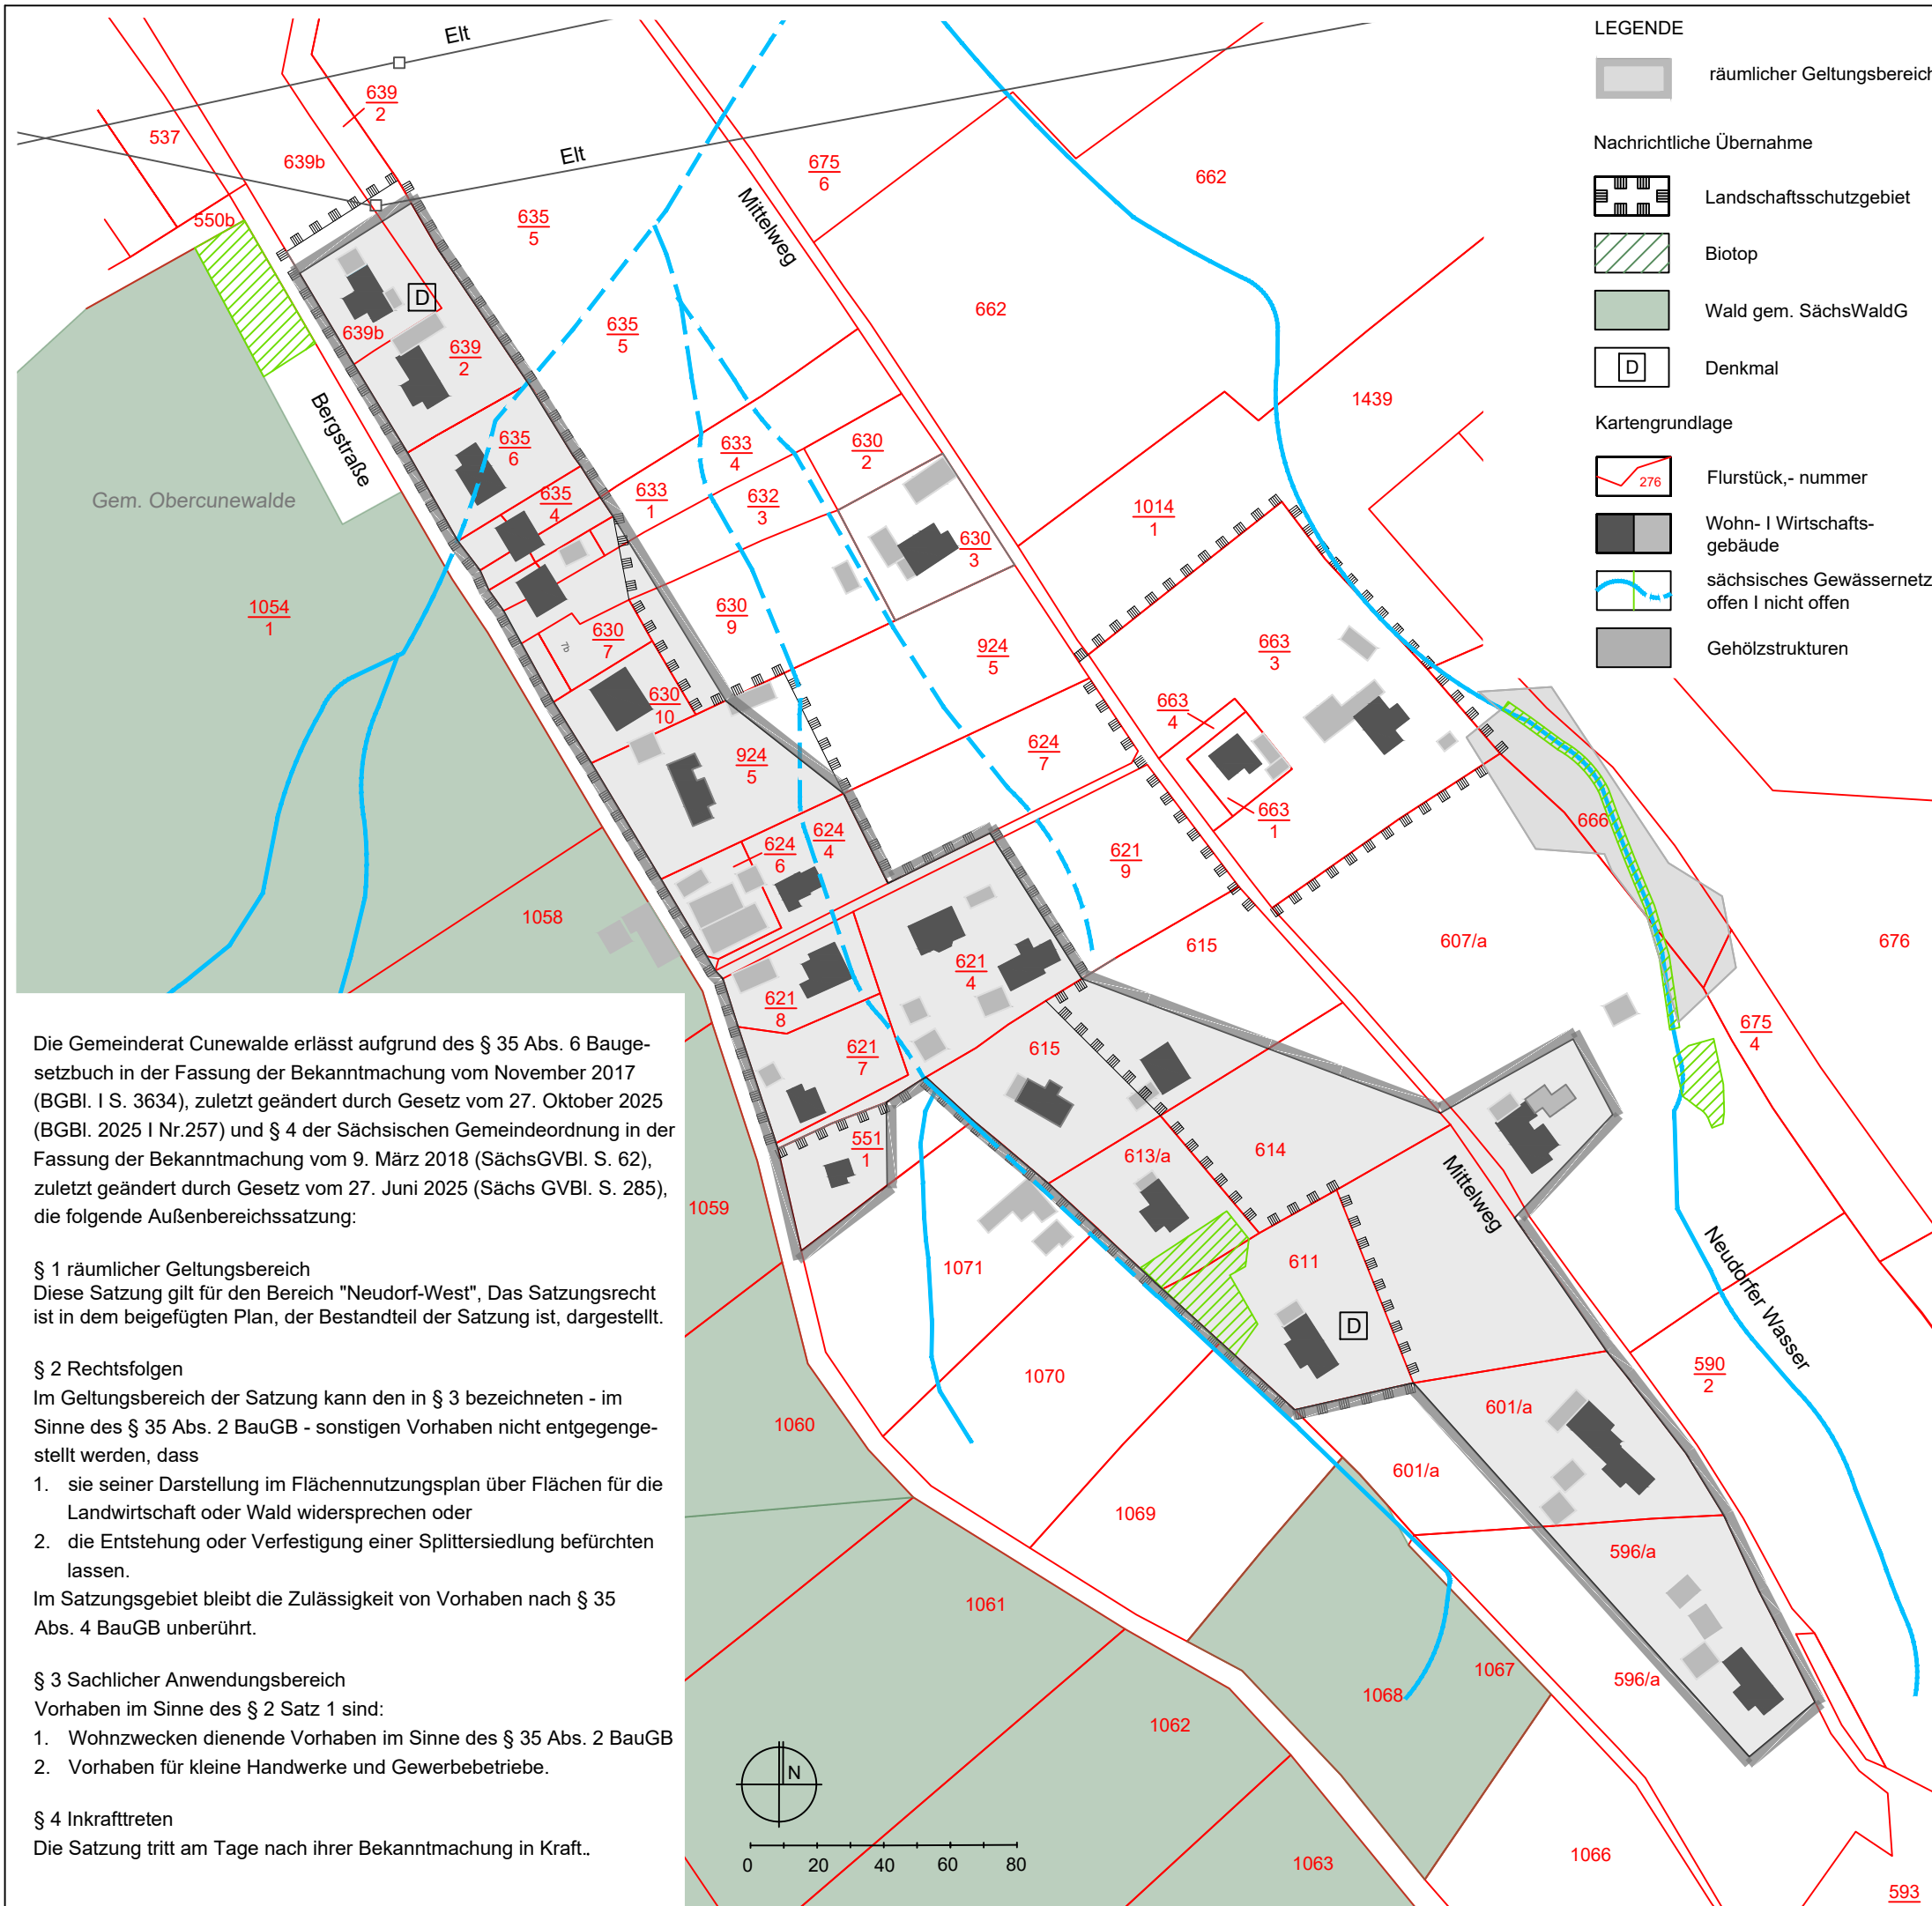 Elt
639
2
537
639b
550b
Elt
675
6
662
635
5
Mittelweg
D
639b
639
2
635
5
662
1439
Bergstraße
Gem. Obercunewalde
635
6
635
4
633
4
633
1
632
3
630
2
630
3
1014
1
1054
1
630
7
7b
630
9
630
10
924
5
924
5
663
3
663
4
663
1
624
7
624
6
624
4
621
9
666
1058
621
4
615
607/a
676
621
8
621
7
615
675
4
551
1
613/a
614
Mittelweg
1059
1071
611
D
Neudorfer Wasser
590
2
1070
1060
601/a
601/a
1069
596/a
1061
1067
596/a
1068
1062
1066
1063
593
N
0 20 40 60 80
LEGENDE
räumlicher Geltungsbereich
Nachrichtliche Übernahme
Landschaftsschutzgebiet
Biotop
Wald gem. SächsWaldG
D
Denkmal
Kartengrundlage
276
Flurstück,- nummer
Wohn- I Wirtschafts-
gebäude
sächsisches Gewässernetz
offen I nicht offen
Gehölzstrukturen
Die Gemeinderat Cunewalde erlässt aufgrund des § 35 Abs. 6 Bauge-
setzbuch in der Fassung der Bekanntmachung vom November 2017
(BGBl. I S. 3634), zuletzt geändert durch Gesetz vom 27. Oktober 2025
(BGBl. 2025 I Nr.257) und § 4 der Sächsischen Gemeindeordnung in der
Fassung der Bekanntmachung vom 9. März 2018 (SächsGVBl. S. 62),
zuletzt geändert durch Gesetz vom 27. Juni 2025 (Sächs GVBl. S. 285),
die folgende Außenbereichssatzung:
§ 1 räumlicher Geltungsbereich
Diese Satzung gilt für den Bereich "Neudorf-West", Das Satzungsrecht
ist in dem beigefügten Plan, der Bestandteil der Satzung ist, dargestellt.
§ 2 Rechtsfolgen
Im Geltungsbereich der Satzung kann den in § 3 bezeichneten - im
Sinne des § 35 Abs. 2 BauGB - sonstigen Vorhaben nicht entgegenge-
stellt werden, dass
1. sie seiner Darstellung im Flächennutzungsplan über Flächen für die
Landwirtschaft oder Wald widersprechen oder
2. die Entstehung oder Verfestigung einer Splittersiedlung befürchten
lassen.
Im Satzungsgebiet bleibt die Zulässigkeit von Vorhaben nach § 35
Abs. 4 BauGB unberührt.
§ 3 Sachlicher Anwendungsbereich
Vorhaben im Sinne des § 2 Satz 1 sind:
1. Wohnzwecken dienende Vorhaben im Sinne des § 35 Abs. 2 BauGB
2. Vorhaben für kleine Handwerke und Gewerbebetriebe.
§ 4 Inkrafttreten
Die Satzung tritt am Tage nach ihrer Bekanntmachung in Kraft..